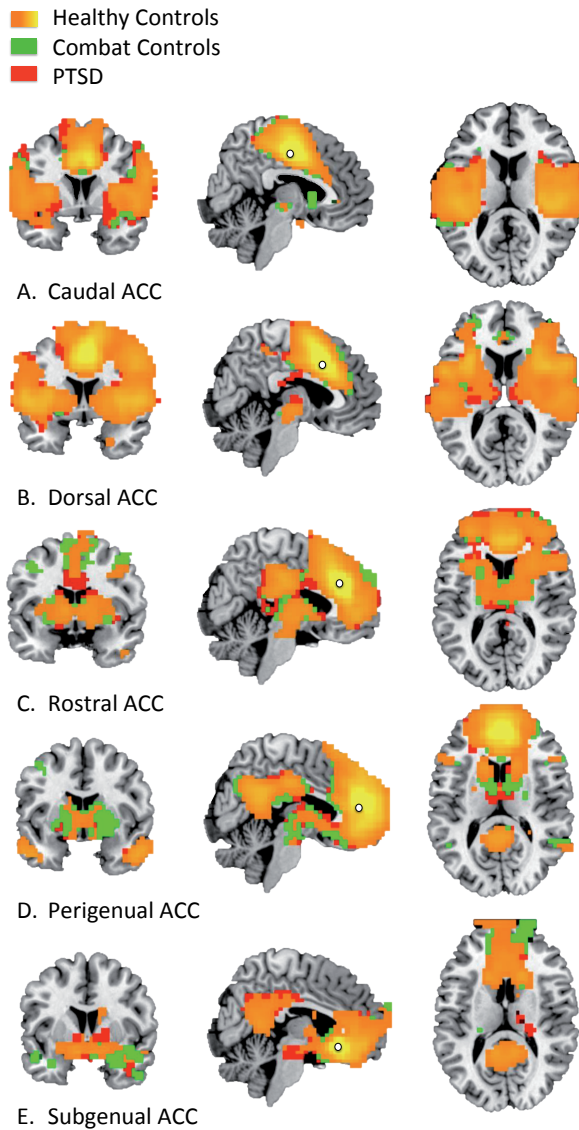 Healthy Controls
Combat Controls
PTSD
A. Caudal ACC
B. Dorsal ACC
C. Rostral ACC
D. Perigenual ACC
E. Subgenual ACC